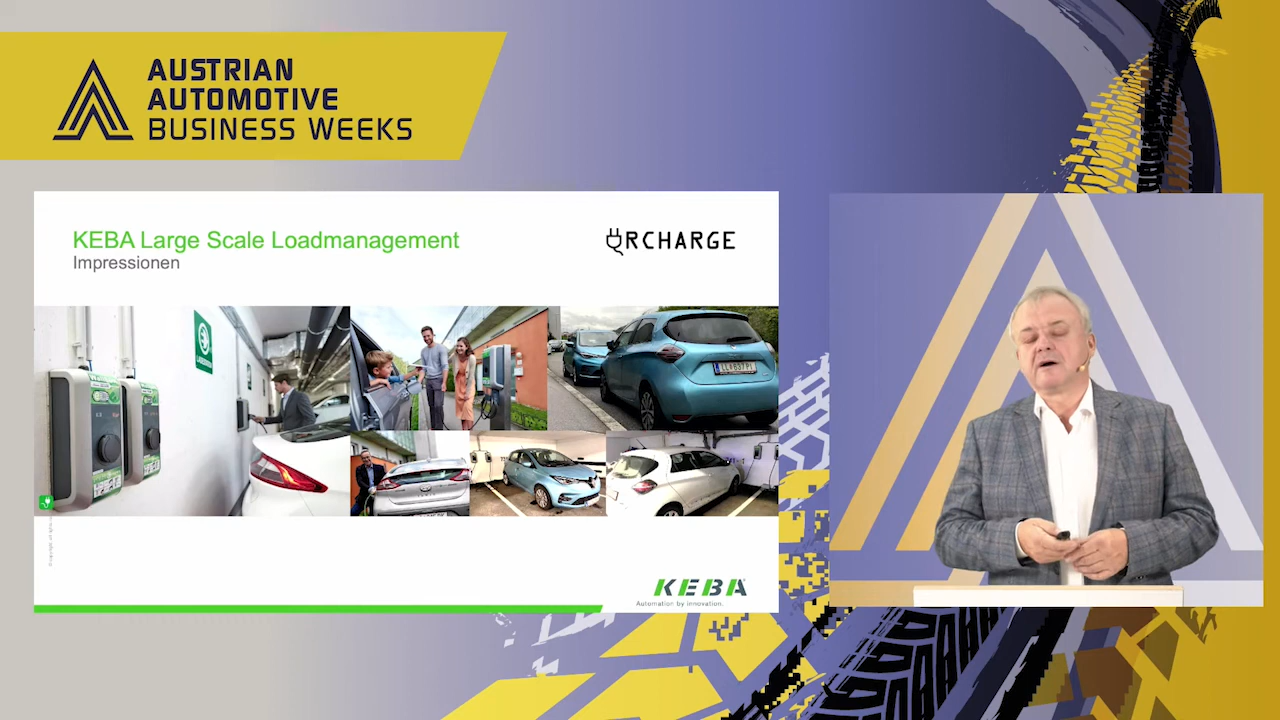 AUSTRIAN
AUTOMOTIVE
BUSINESS WEEKS
KEBA Large Scale Loadmanagement
Impressionen
URCHARGE
KEBA
Automation by innovation.